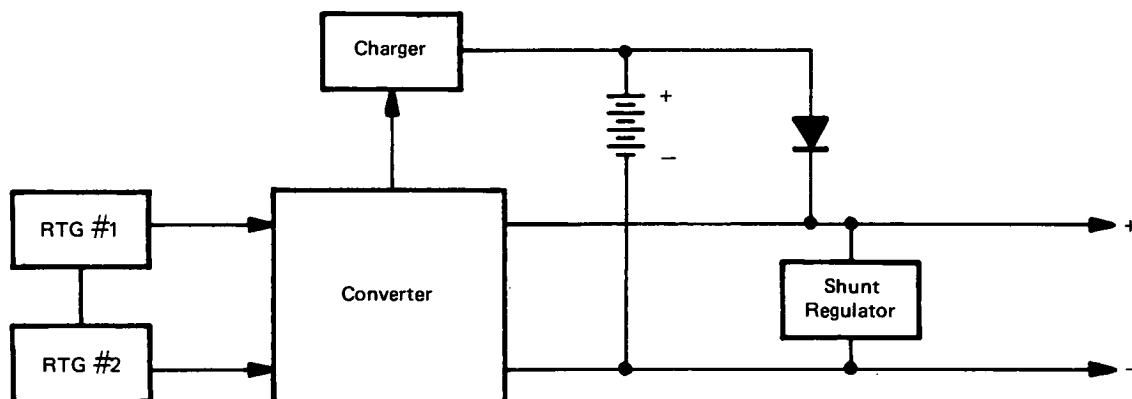 Charger
+
−
RTG #1
+
Converter
Shunt
Regulator
RTG #2
−